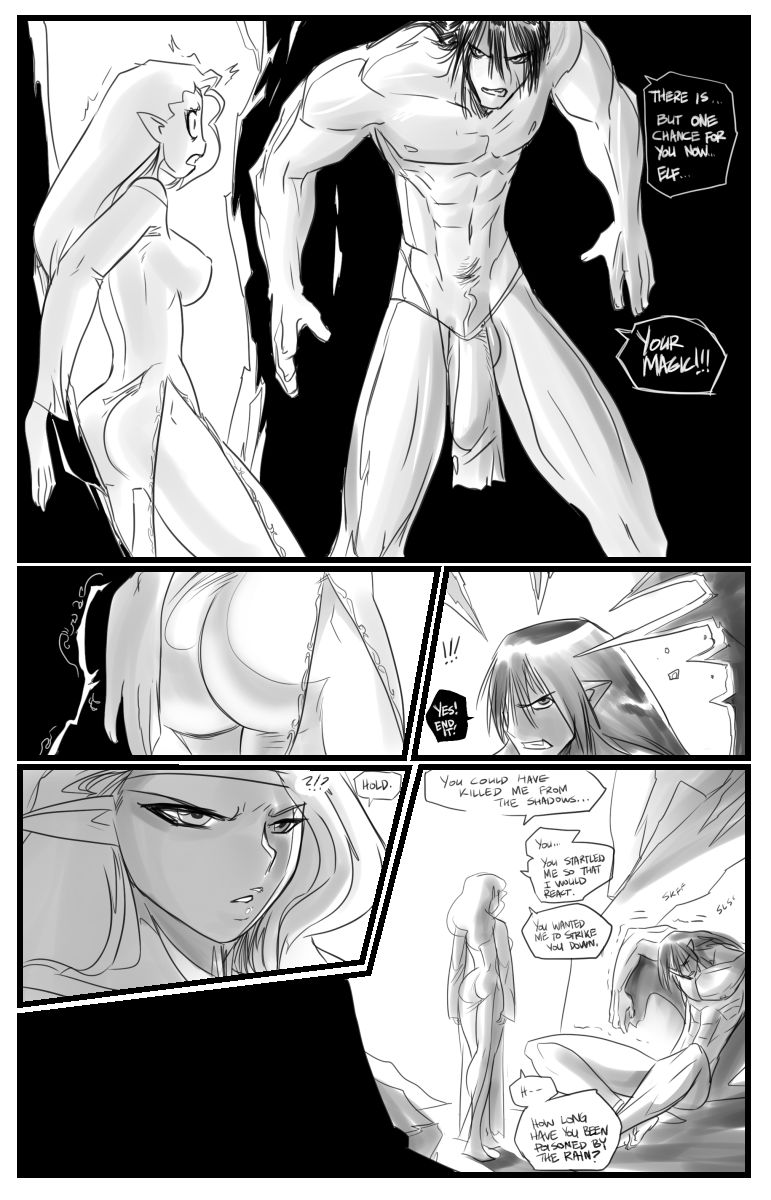 THERE IS...
BUT ONE
CHANCE FOR
YOU NOW...
ELF...
YOUR
MAGIC!!!
!!!
YES!
END
IT!
?!?
HOLD.
YOU COULD HAVE
KILLED ME FROM
THE SHADOWS...
YOU...
YOU STARTLED
ME SO THAT
I WOULD
REACT.
YOU WANTED
ME TO STRIKE
YOU DOWN.
H--
HOW LONG
HAVE YOU BEEN
POISONED BY
THE RAIN?